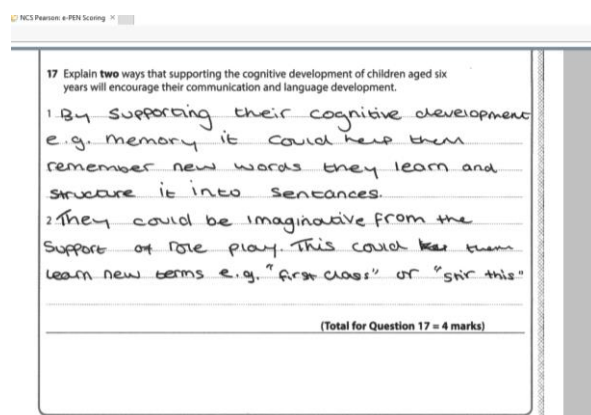 NCS Pearson: e-PEN Scoring ×
17 Explain two ways that supporting the cognitive development of children aged six
years will encourage their communication and language development.
1 By supporting their cognitive development
e.g. memory it could help them
remember new words they learn and
structure it into sentances.
2 They could be imaginative from the
support of role play. This could them
learn new terms e.g. "first class" or "stir this"
(Total for Question 17 = 4 marks)